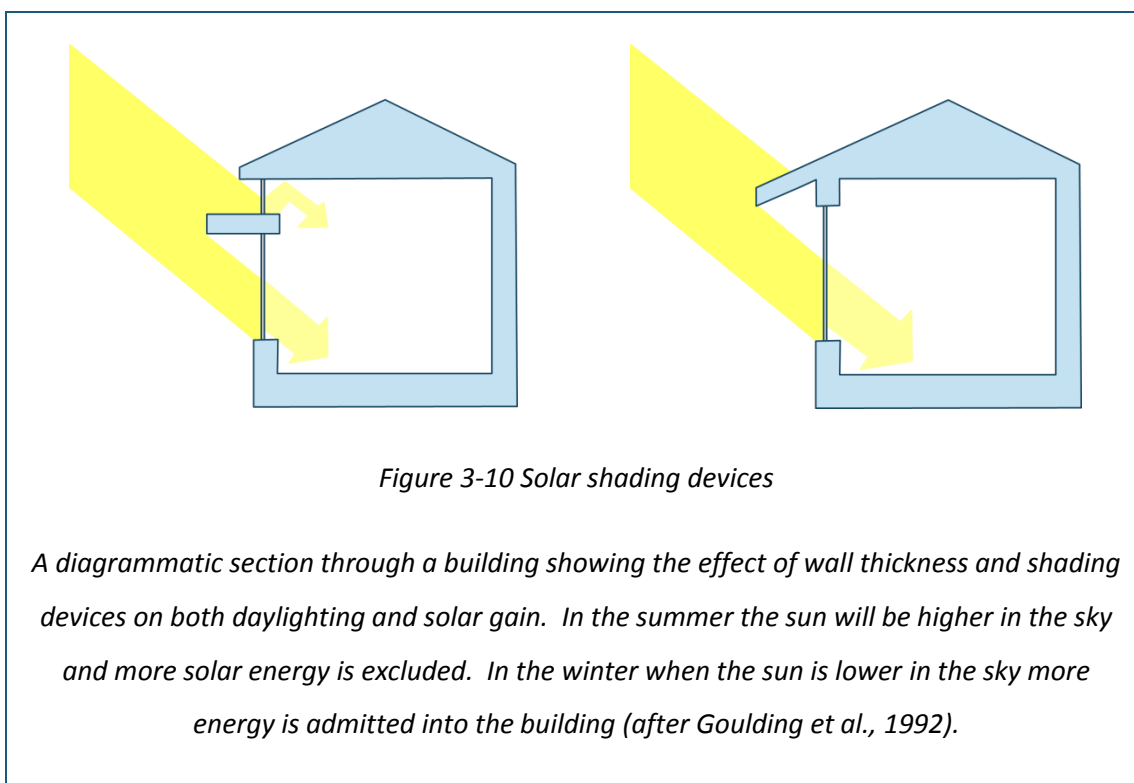 Figure 3-10 Solar shading devices
A diagrammatic section through a building showing the effect of wall thickness and shading
devices on both daylighting and solar gain.  In the summer the sun will be higher in the sky
and more solar energy is excluded.  In the winter when the sun is lower in the sky more
energy is admitted into the building (after Goulding et al., 1992).